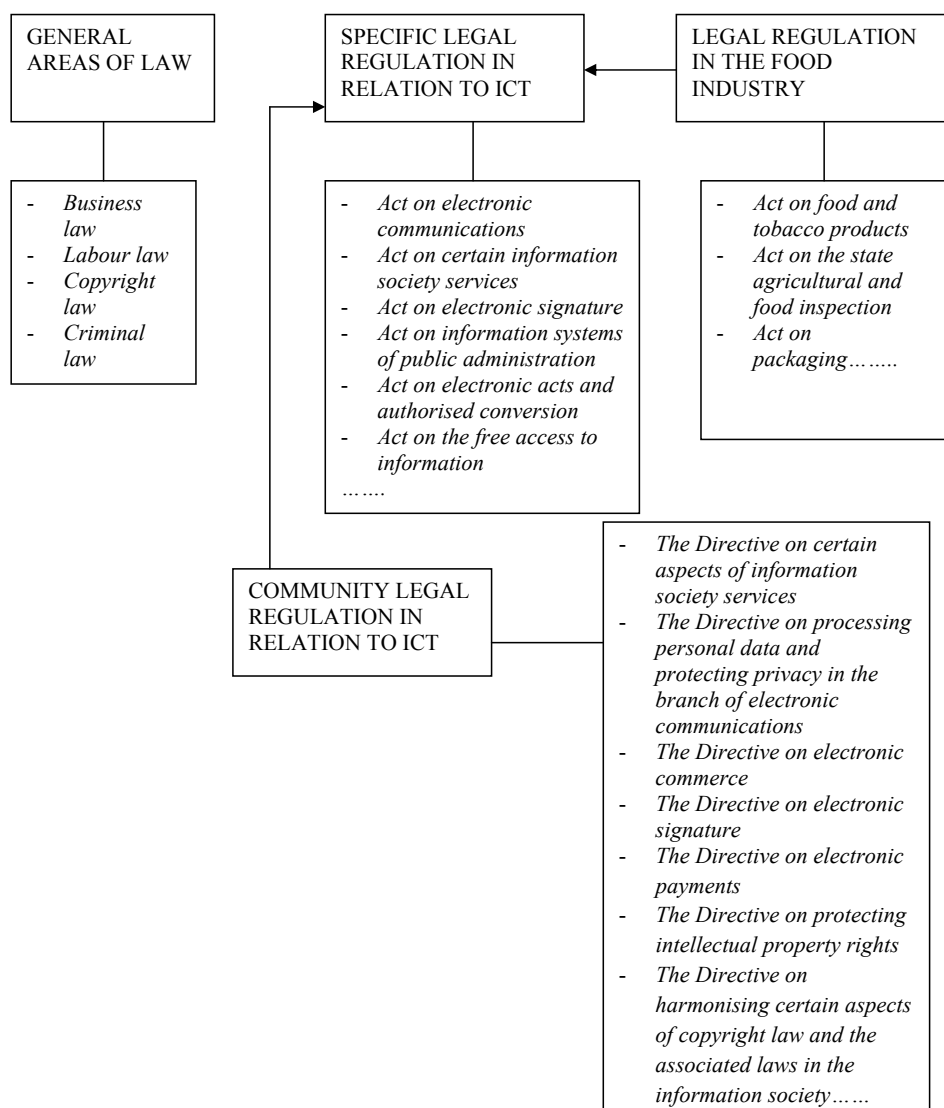 GENERAL
AREAS OF LAW
SPECIFIC LEGAL
REGULATION IN
RELATION TO ICT
LEGAL REGULATION
IN THE FOOD
INDUSTRY
- Business
law
- Labour law
- Copyright
law
- Criminal
law
- Act on electronic
communications
- Act on certain information
society services
- Act on electronic signature
- Act on information systems
of public administration
- Act on electronic acts and
authorised conversion
- Act on the free access to
information
…….
- Act on food and
tobacco products
- Act on the state
agricultural and
food inspection
- Act on
packaging……..
COMMUNITY LEGAL
REGULATION IN
RELATION TO ICT
- The Directive on certain
aspects of information
society services
- The Directive on processing
personal data and
protecting privacy in the
branch of electronic
communications
- The Directive on electronic
commerce
- The Directive on electronic
signature
- The Directive on electronic
payments
- The Directive on protecting
intellectual property rights
- The Directive on
harmonising certain aspects
of copyright law and the
associated laws in the
information society……